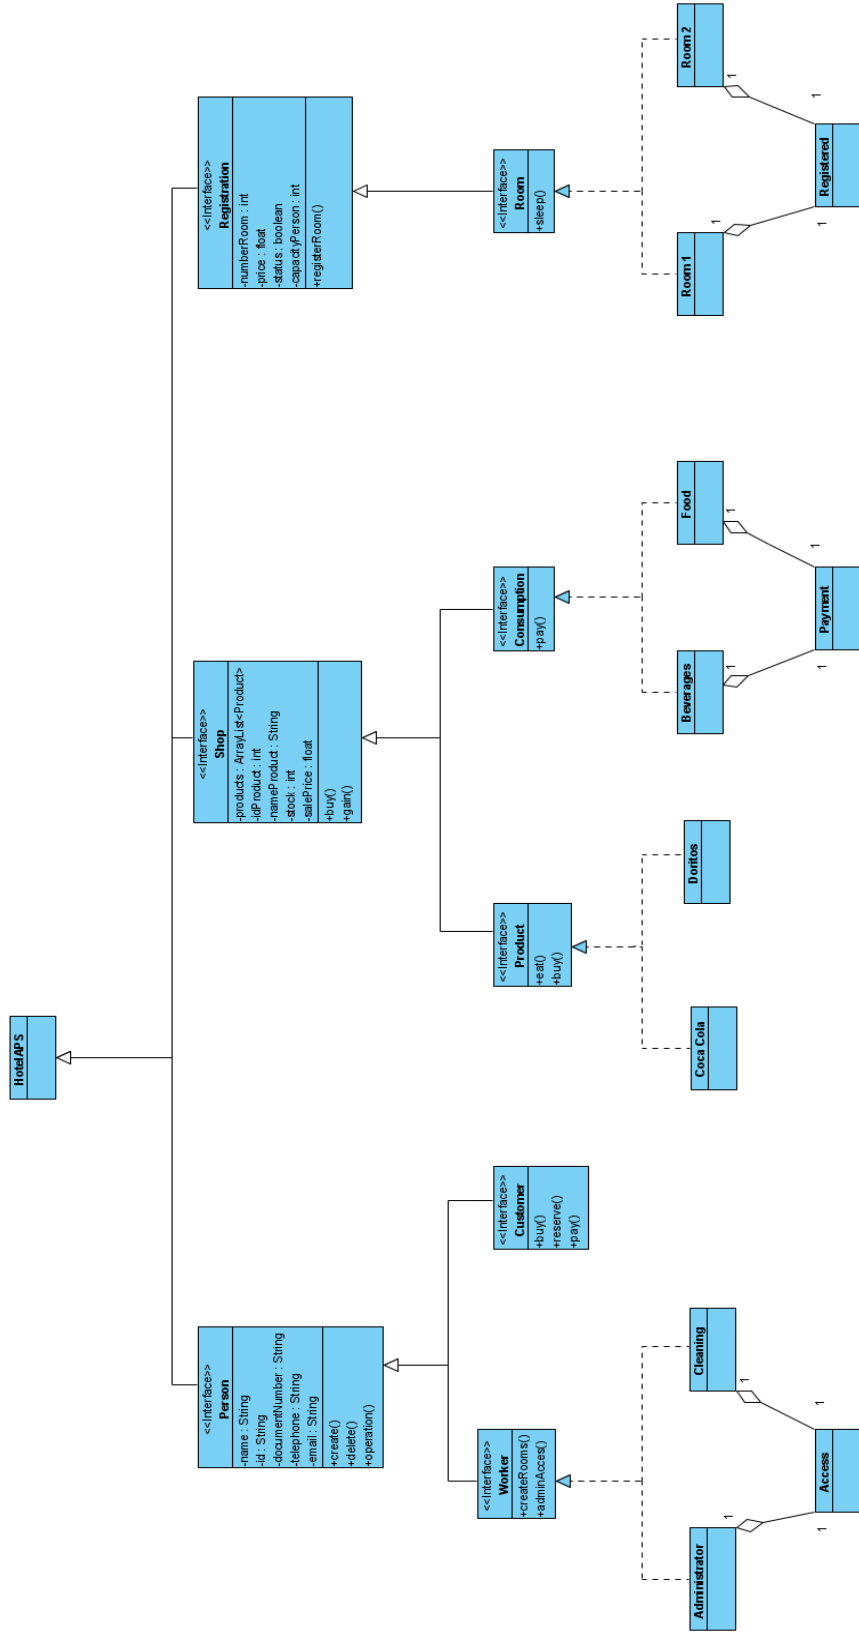 HotelAPS
<<Interface>>
Person
-name : String
-id : String
-documentNumber : String
-telephone : String
-email : String
+create()
+delete()
+operation()
<<Interface>>
Shop
-products : ArrayList<Product>
-idProduct : int
-nameProduct : String
-stock : int
-salePrice : float
+buy()
+gain()
<<Interface>>
Registration
-numberRoom : int
-price : float
-status : boolean
-capacityPerson : int
+registerRoom()
<<Interface>>
Worker
+createRooms()
+adminAcces()
<<Interface>>
Customer
+buy()
+reserve()
+pay()
<<Interface>>
Product
+eat()
+buy()
<<Interface>>
Consumption
+pay()
<<Interface>>
Room
+sleep()
Administrator
Cleaning
Coca Cola
Doritos
Beverages
Food
Room1
Room2
1
1
1
1
1
1
1
1
1
1
1
1
Access
Payment
Registered